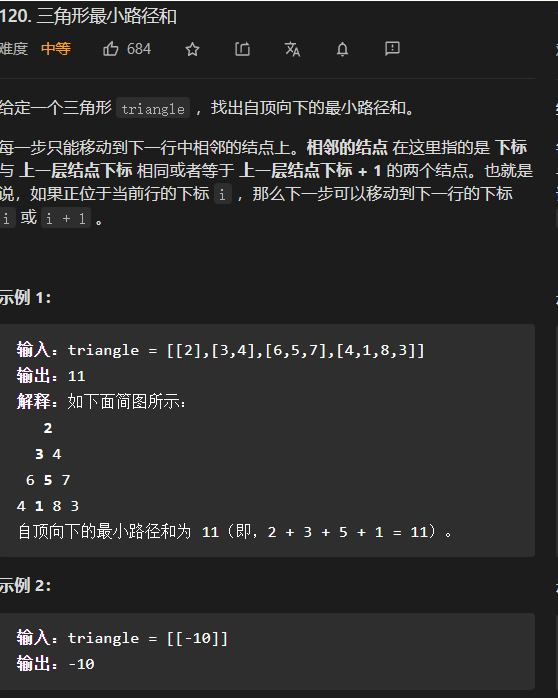 120. 三角形最小路径和
难度 中等 684
给定一个三角形 triangle ，找出自顶向下的最小路径和。
每一步只能移动到下一行中相邻的结点上。相邻的结点 在这里指的是 下标
与 上一层结点下标 相同或者等于 上一层结点下标 + 1 的两个结点。也就是
说，如果正位于当前行的下标 i ，那么下一步可以移动到下一行的下标
i 或 i + 1 。
示例 1：
输入：triangle = [[2],[3,4],[6,5,7],[4,1,8,3]]
输出：11
解释：如下面简图所示：
2
3 4
6 5 7
4 1 8 3
自顶向下的最小路径和为 11（即，2 + 3 + 5 + 1 = 11）。
示例 2：
输入：triangle = [[-10]]
输出：-10